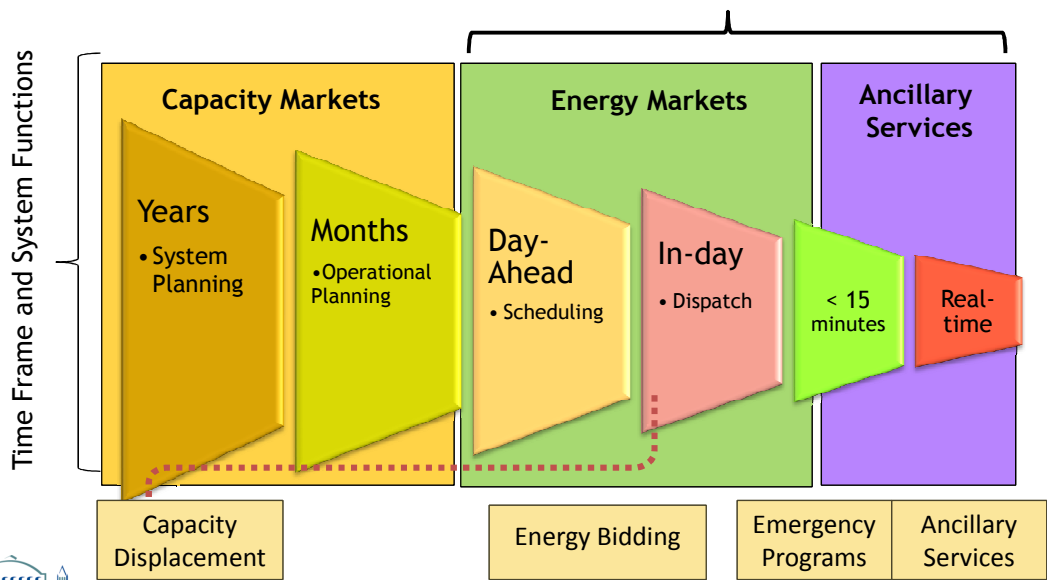 Time Frame and System Functions
Capacity Markets
Energy Markets
Ancillary
Services
Years
• System
Planning
Months
•Operational
Planning
Day-
Ahead
• Scheduling
In-day
• Dispatch
< 15
minutes
Real-
time
Capacity
Displacement
Energy Bidding
Emergency
Programs
Ancillary
Services